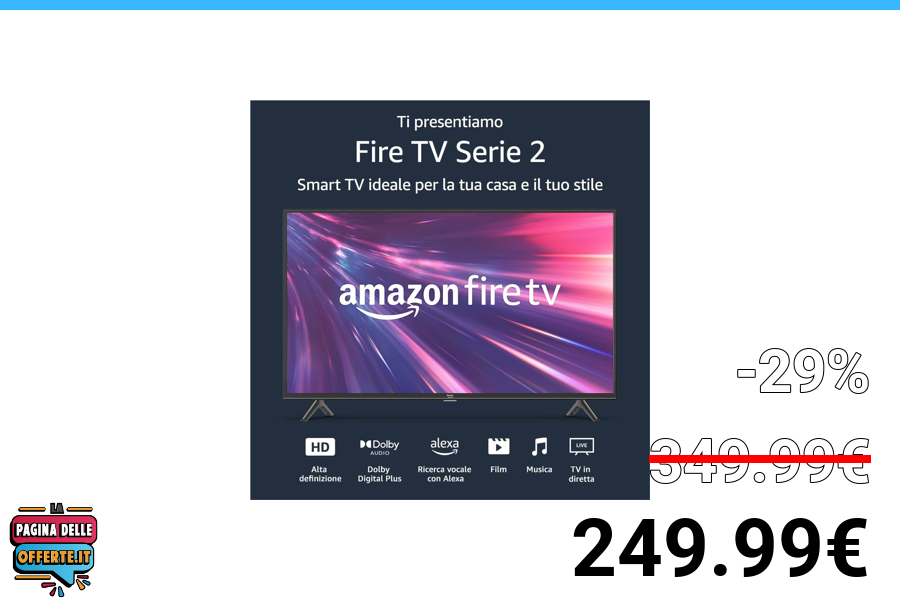 Ti presentiamo
Fire TV Serie 2
Smart TV ideale per la tua casa e il tuo stile
amazon fire tv
HD
Dolby
AUDIO
alexa
LIVE
Alta
definizione
Dolby
Digital Plus
Ricerca vocale
con Alexa
Film
Musica
TV in
diretta
-29%
349.99€
249.99€
LA
PAGINA DELLE
OFFERTE.IT